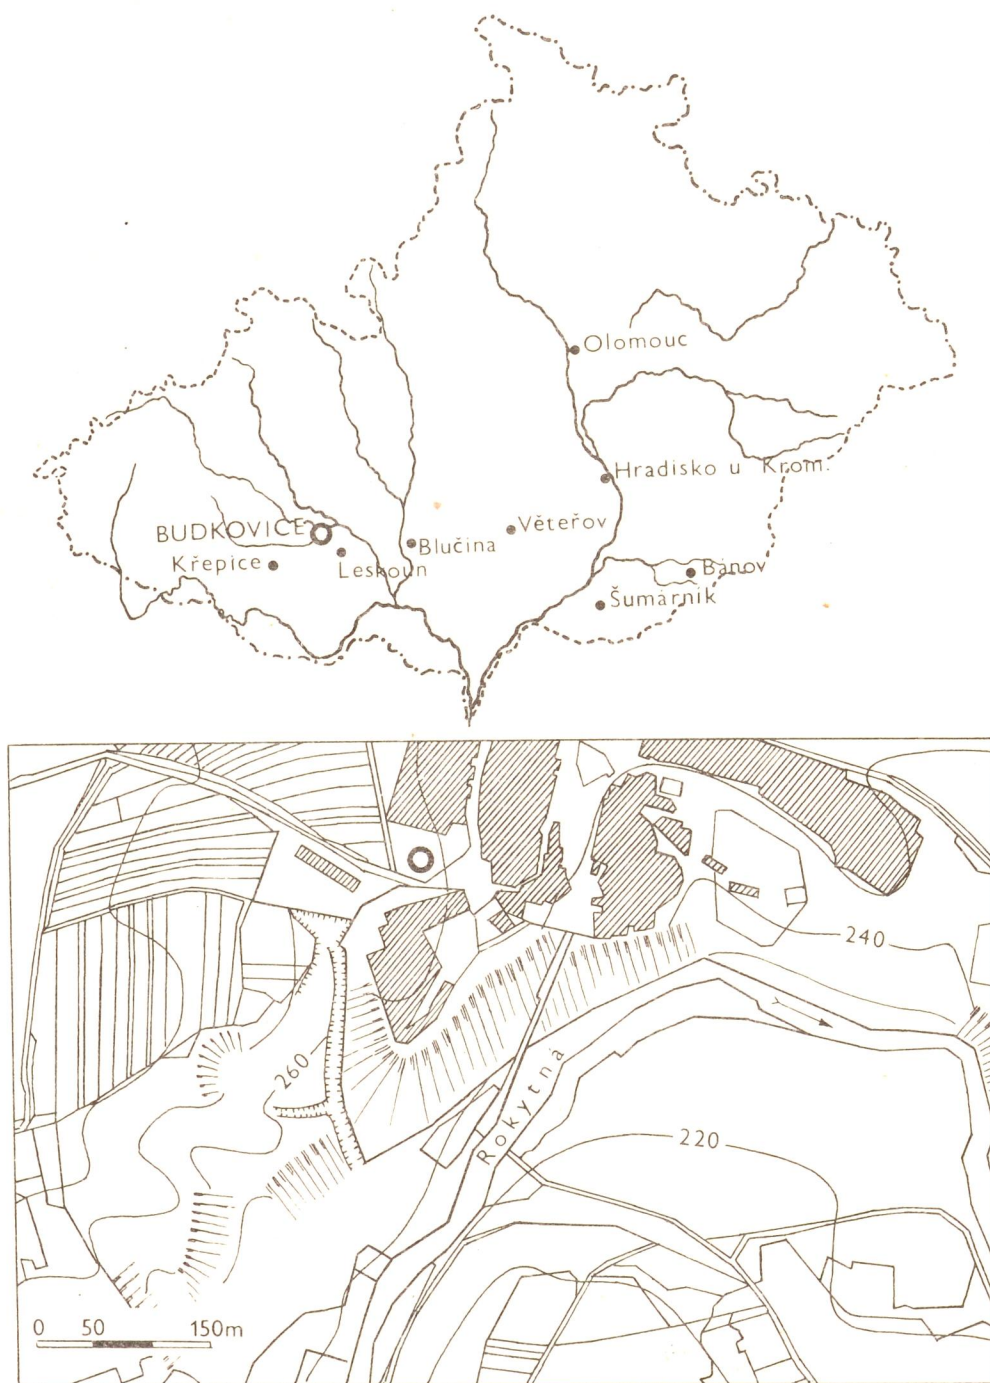 Olomouc
Hradisko u Krom.
BUDKOVICE
Věteřov
Blučina
Křepice
Leskoun
Bánov
Šumárník
240
260
Rokytná
220
0 50 150m